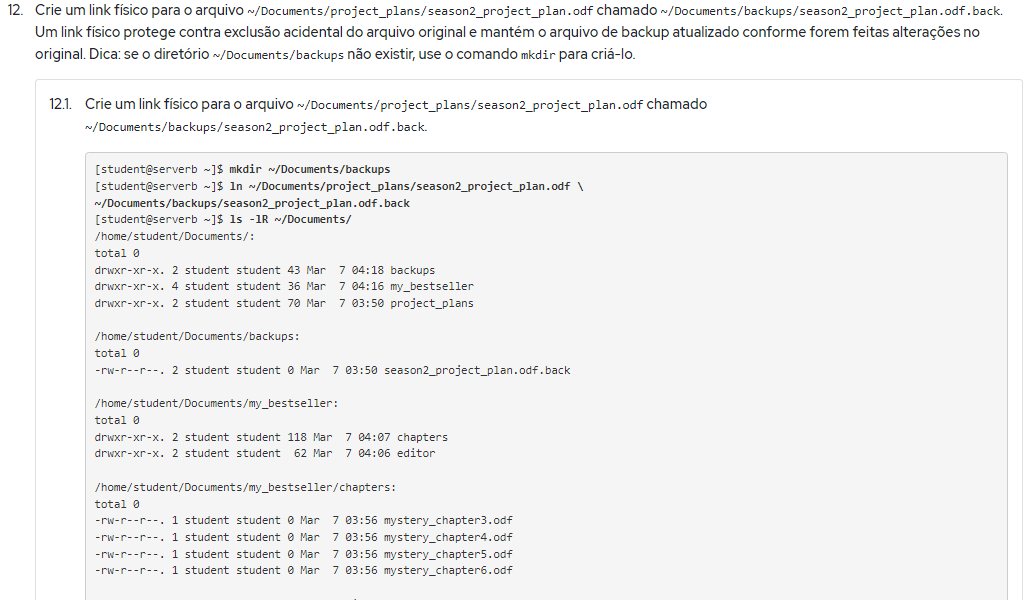 12. Crie um link físico para o arquivo ~/Documents/project_plans/season2_project_plan.odf chamado ~/Documents/backups/season2_project_plan.odf.back.
Um link físico protege contra exclusão acidental do arquivo original e mantém o arquivo de backup atualizado conforme forem feitas alterações no
original. Dica: se o diretório ~/Documents/backups não existir, use o comando mkdir para criá-lo.
12.1. Crie um link físico para o arquivo ~/Documents/project_plans/season2_project_plan.odf chamado
~/Documents/backups/season2_project_plan.odf.back.
[student@serverb ~]$ mkdir ~/Documents/backups
[student@serverb ~]$ ln ~/Documents/project_plans/season2_project_plan.odf \
~/Documents/backups/season2_project_plan.odf.back
[student@serverb ~]$ ls -lR ~/Documents/
/home/student/Documents/:
total 0
drwxr-xr-x. 2 student student 43 Mar  7 04:18 backups
drwxr-xr-x. 4 student student 36 Mar  7 04:16 my_bestseller
drwxr-xr-x. 2 student student 70 Mar  7 03:50 project_plans
/home/student/Documents/backups:
total 0
-rw-r--r--. 2 student student 0 Mar  7 03:50 season2_project_plan.odf.back
/home/student/Documents/my_bestseller:
total 0
drwxr-xr-x. 2 student student 118 Mar  7 04:07 chapters
drwxr-xr-x. 2 student student  62 Mar  7 04:06 editor
/home/student/Documents/my_bestseller/chapters:
total 0
-rw-r--r--. 1 student student 0 Mar  7 03:56 mystery_chapter3.odf
-rw-r--r--. 1 student student 0 Mar  7 03:56 mystery_chapter4.odf
-rw-r--r--. 1 student student 0 Mar  7 03:56 mystery_chapter5.odf
-rw-r--r--. 1 student student 0 Mar  7 03:56 mystery_chapter6.odf